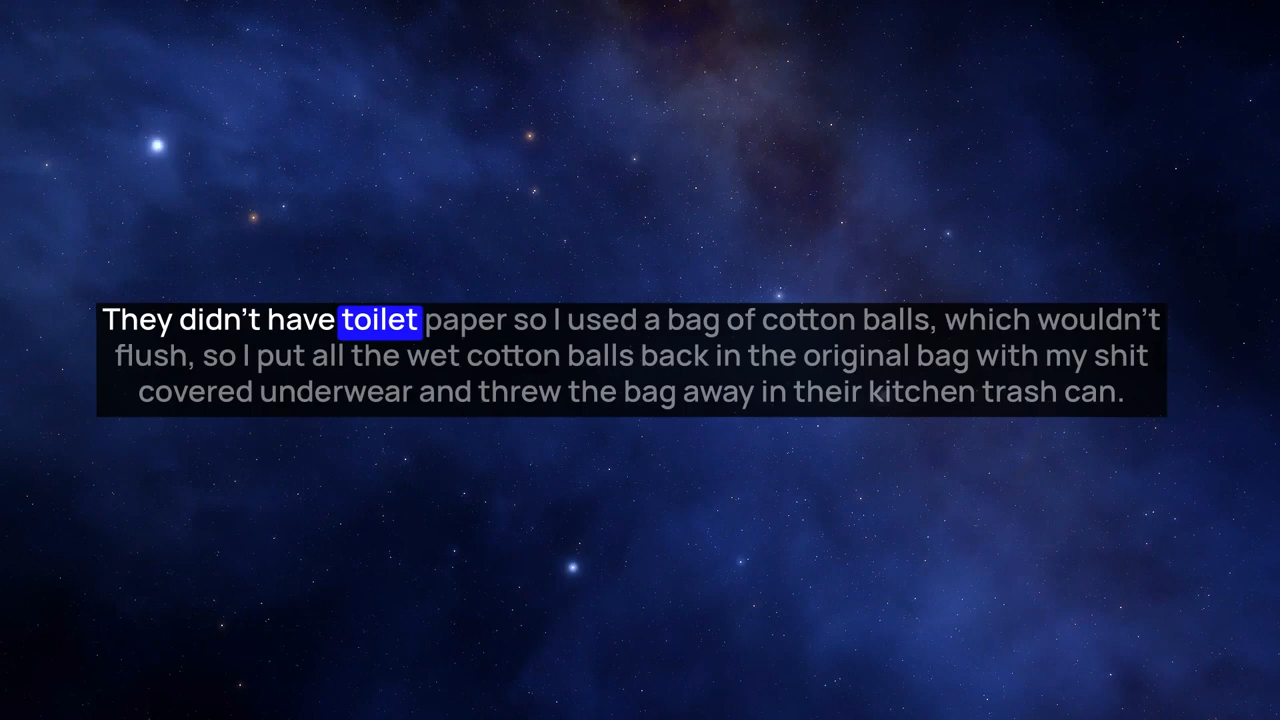 They didn't have toilet paper so I used a bag of cotton balls, which wouldn't
flush, so I put all the wet cotton balls back in the original bag with my shit
covered underwear and threw the bag away in their kitchen trash can.